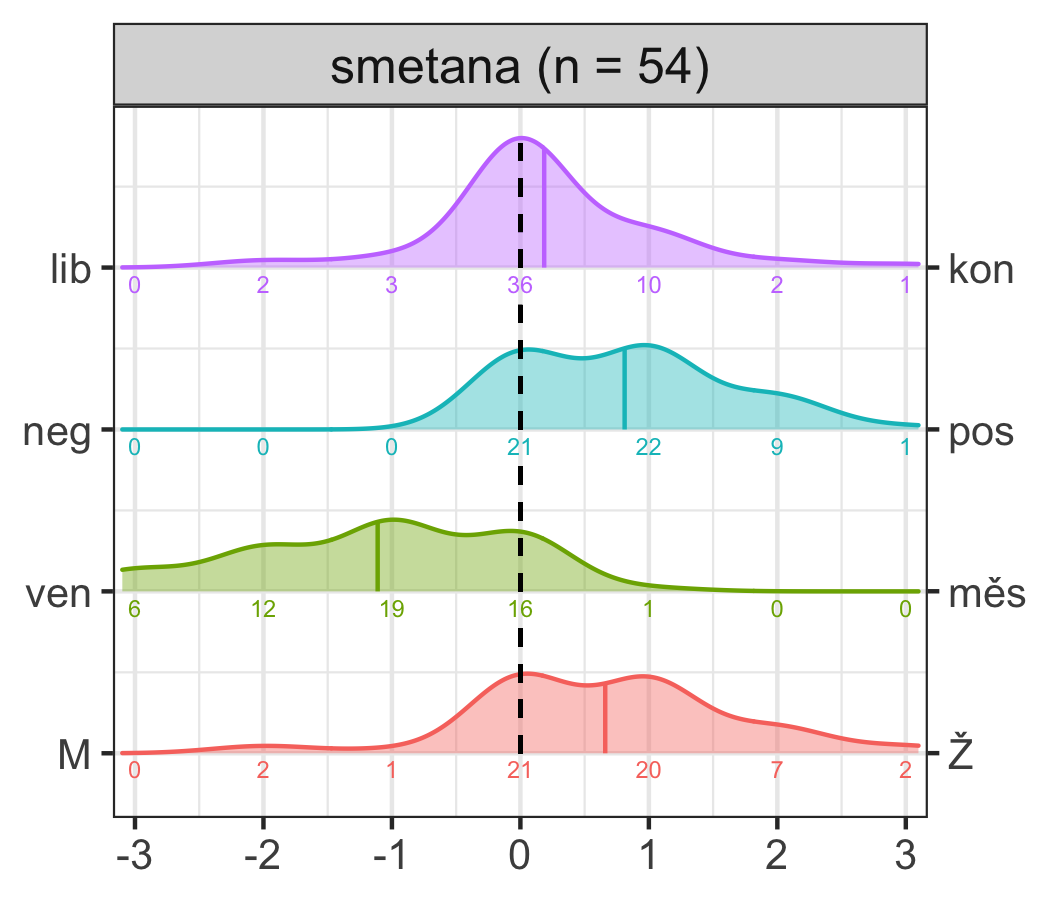 smetana (n = 54)
lib kon
0 2 3 36 10 2 1
neg pos
0 0 0 21 22 9 1
ven měs
6 12 19 16 1 0 0
M Ž
0 2 1 21 20 7 2
-3 -2 -1 0 1 2 3